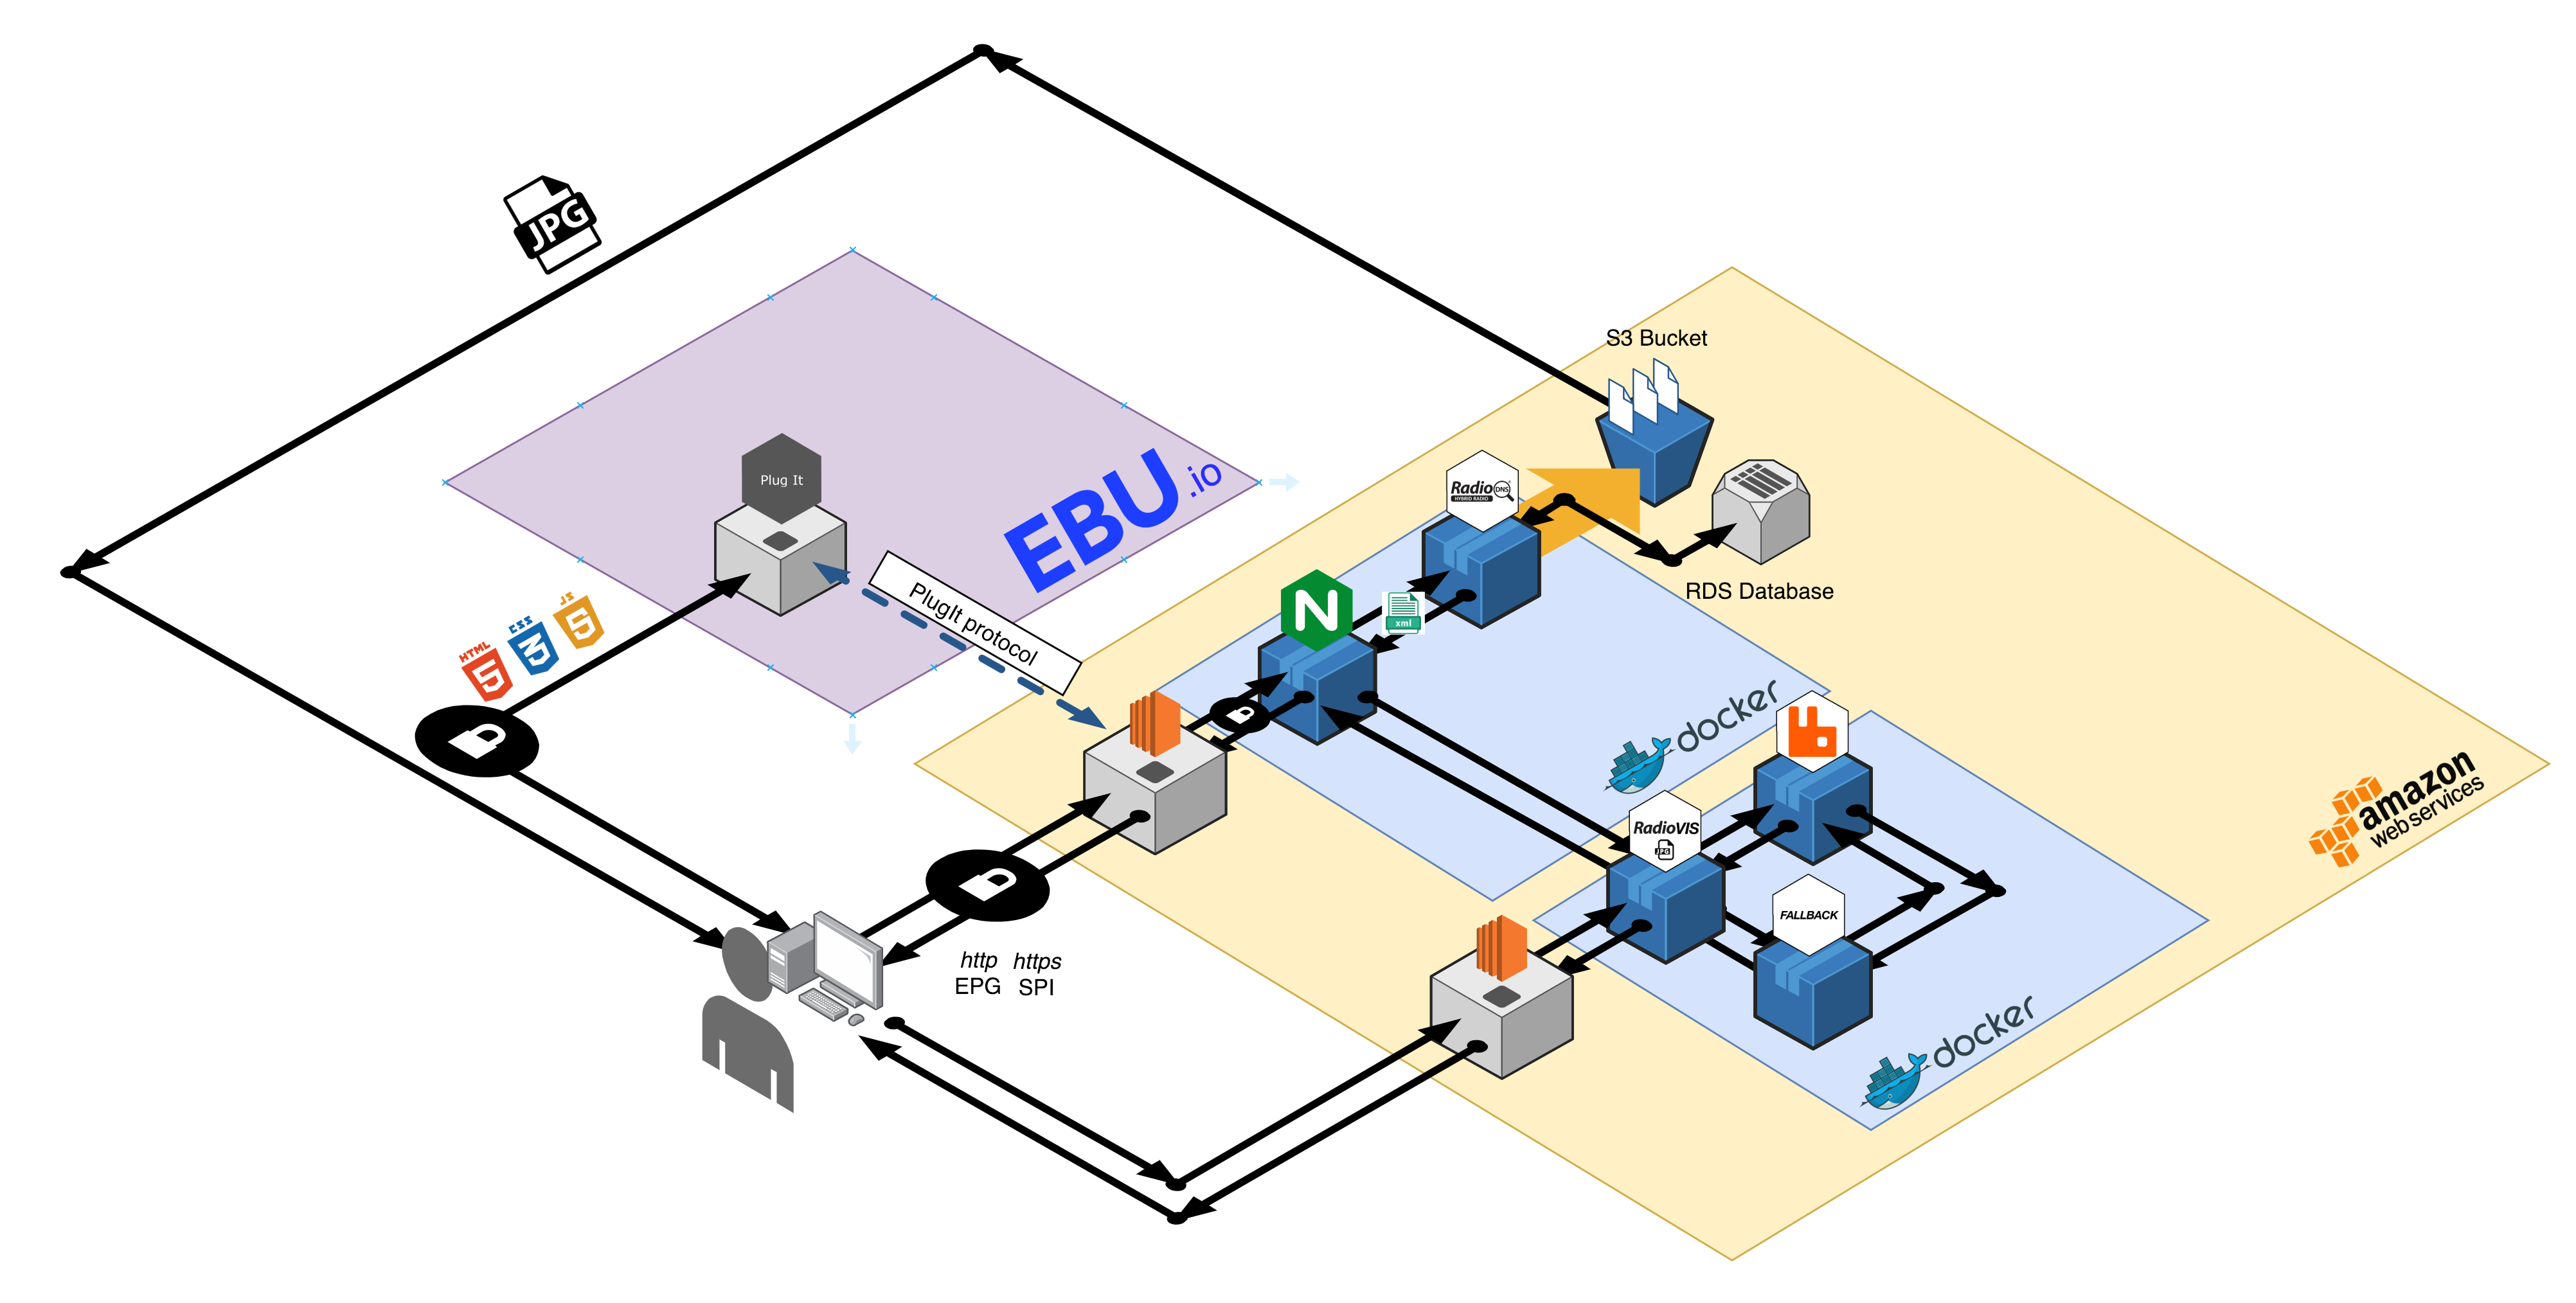 JPG
S3 Bucket
Plug It
EBU.io
Radio DNS
HYBRID RADIO
RDS Database
PlugIt protocol
HTML
5
CSS
3
JS
5
N
xml
docker
amazon
web services
RadioVIS
JPG
FALLBACK
http https
EPG SPI
docker